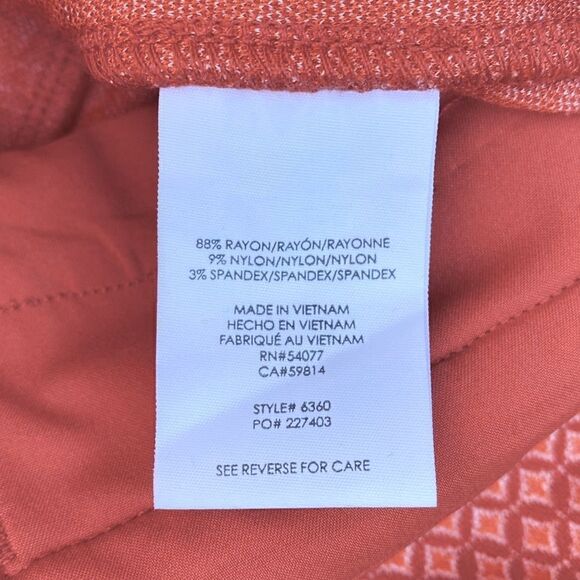 88% RAYON/RAYÓN/RAYONNE
9% NYLON/NYLON/NYLON
3% SPANDEX/SPANDEX/SPANDEX
MADE IN VIETNAM
HECHO EN VIETNAM
FABRIQUÉ AU VIETNAM
RN#54077
CA#59814
STYLE# 6360
PO# 227403
SEE REVERSE FOR CARE